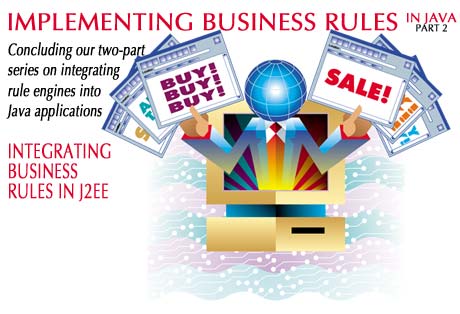 IMPLEMENTING BUSINESS RULES IN JAVA
PART 2
Concluding our two-part
series on integrating
rule engines into
Java applications
INTEGRATING
BUSINESS
RULES IN J2EE
BUY!
BUY!
BUY!
SALE!